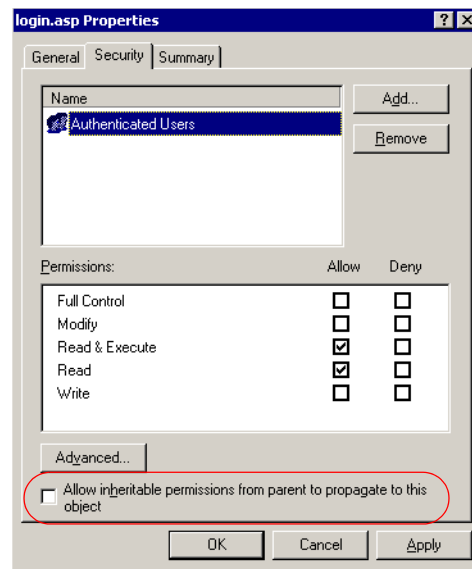 login.asp Properties
General Security Summary
Name
Authenticated Users
Add...
Remove
Permissions: Allow Deny
Full Control
Modify
Read & Execute
Read
Write
Advanced...
Allow inheritable permissions from parent to propagate to this
object
OK Cancel Apply